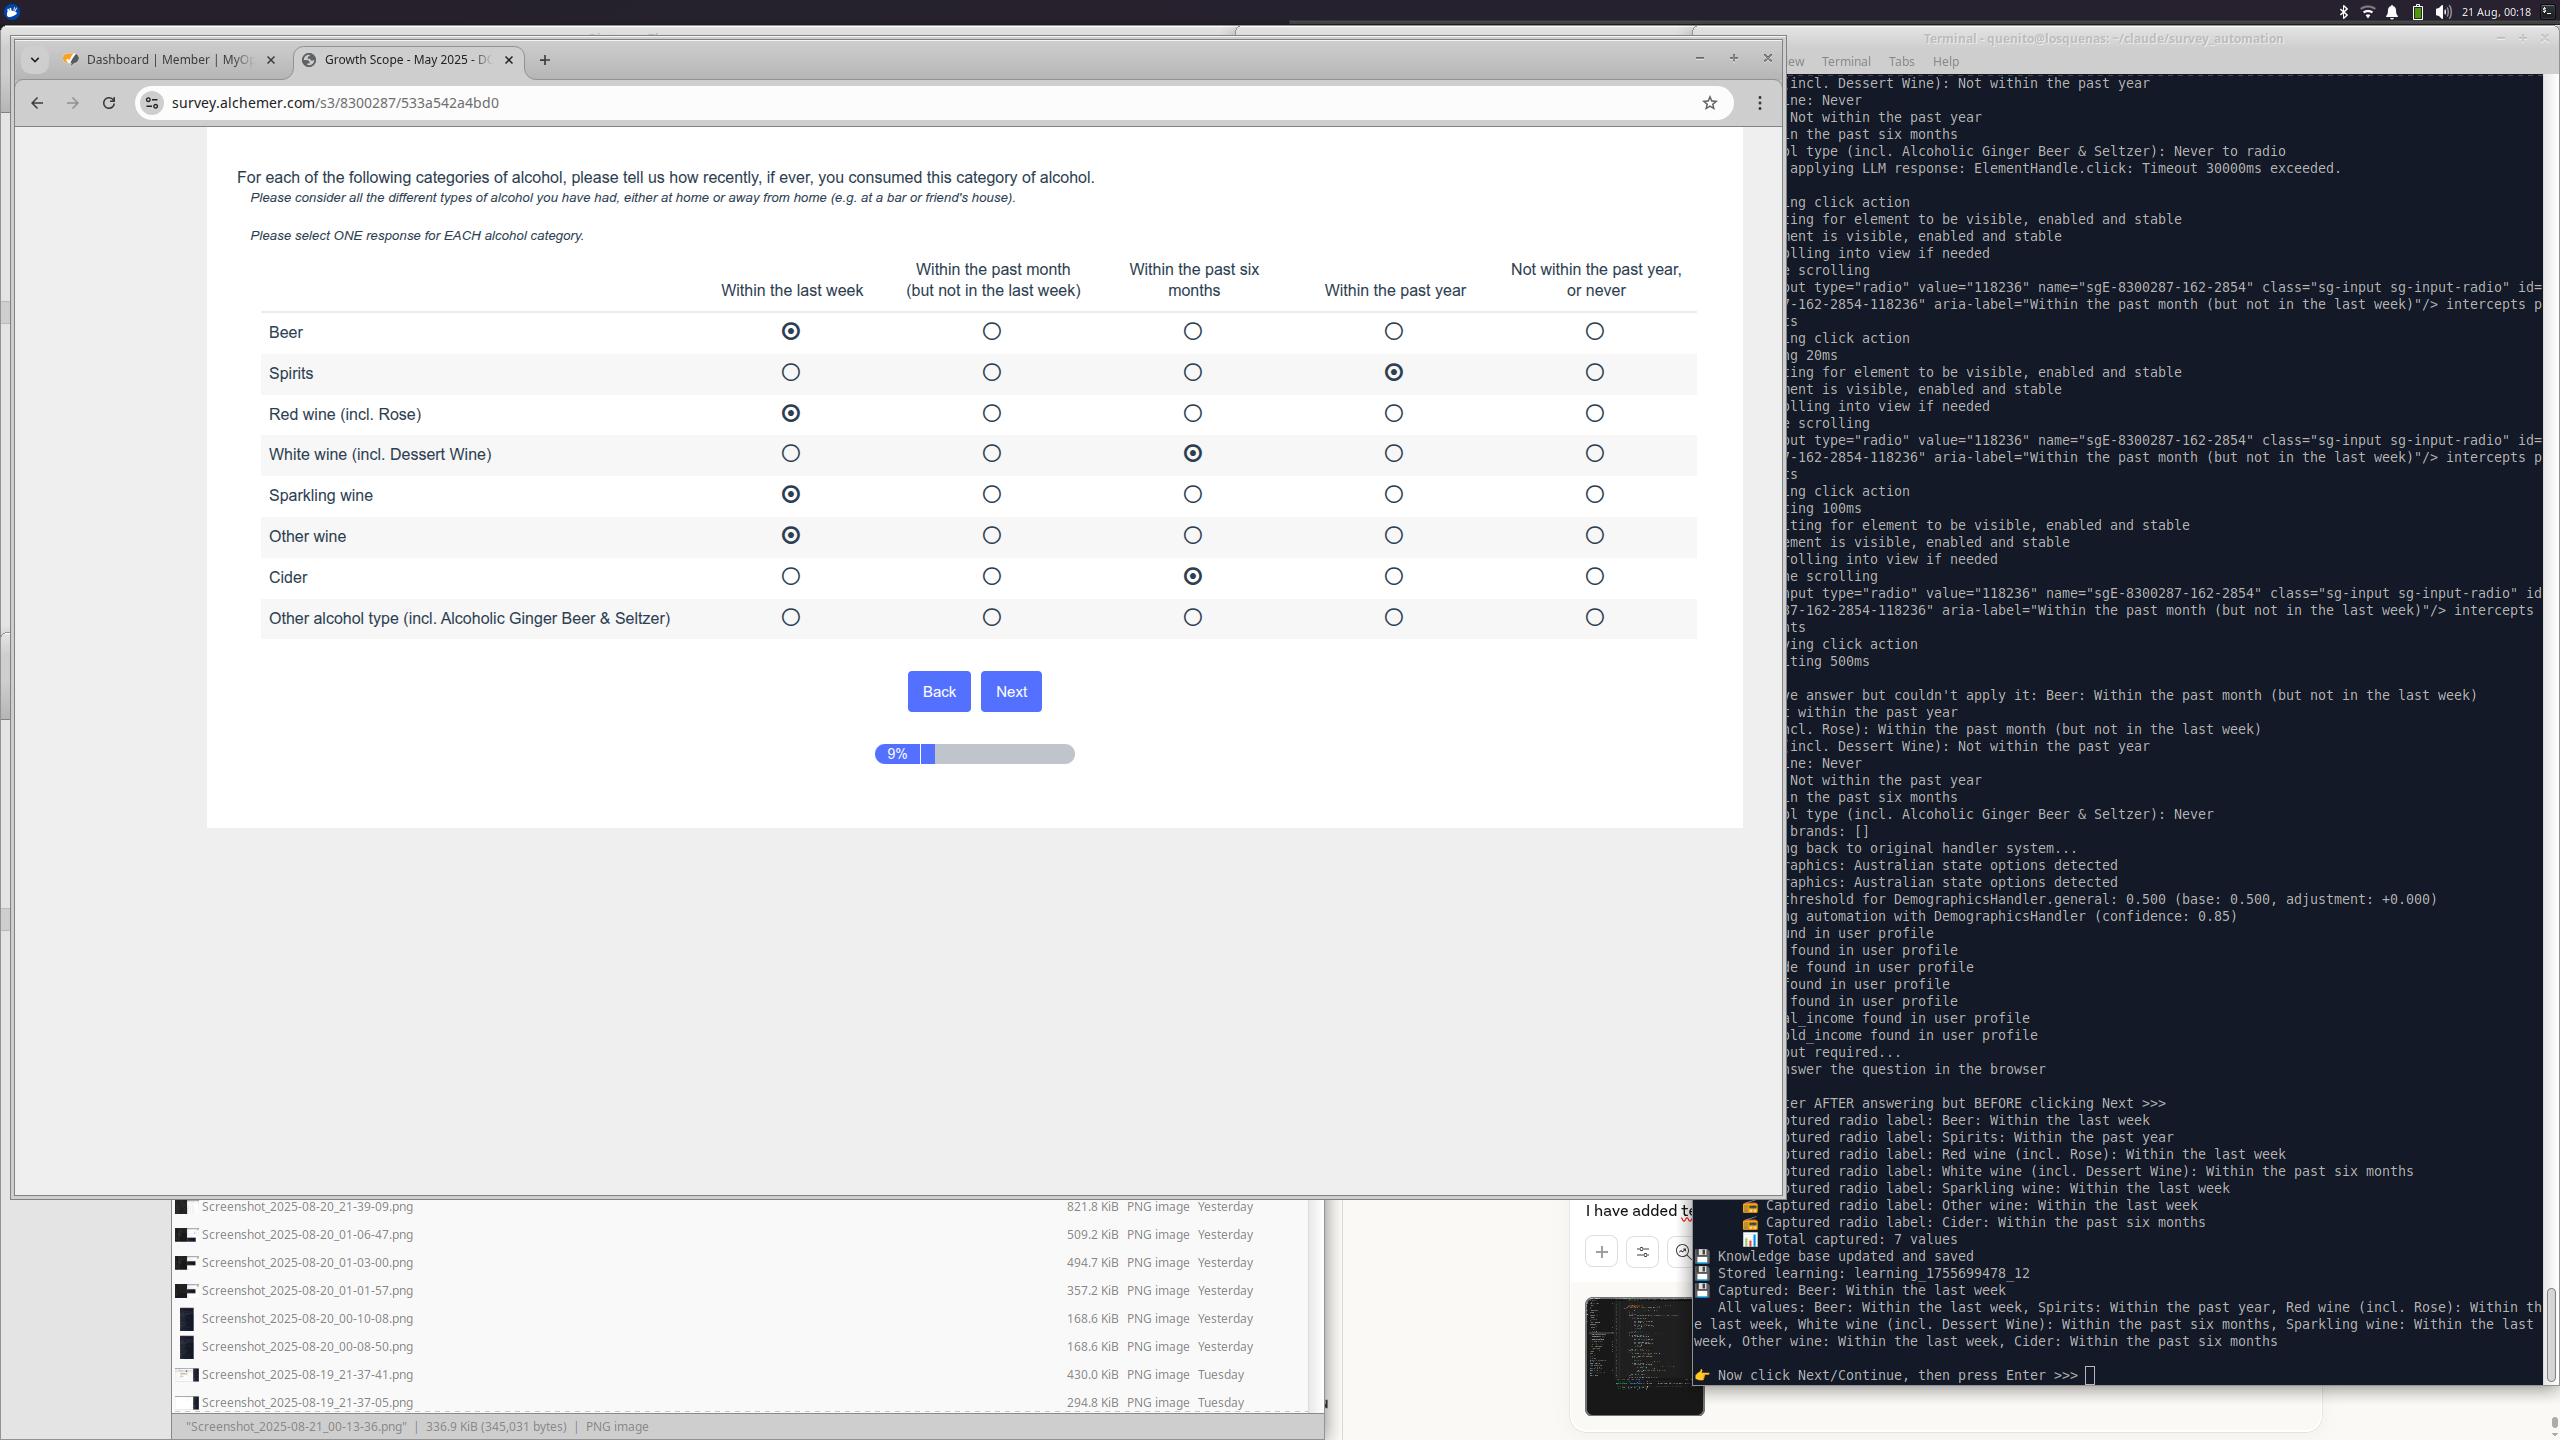 21 Aug, 00:18
Dashboard | Member | MyOp
Growth Scope - May 2025 - DC
survey.alchemer.com/s3/8300287/533a542a4bd0
For each of the following categories of alcohol, please tell us how recently, if ever, you consumed this category of alcohol.
Please consider all the different types of alcohol you have had, either at home or away from home (e.g. at a bar or friend's house).
Please select ONE response for EACH alcohol category.
Within the last week
Within the past month (but not in the last week)
Within the past six months
Within the past year
Not within the past year, or never
Beer
Spirits
Red wine (incl. Rose)
White wine (incl. Dessert Wine)
Sparkling wine
Other wine
Cider
Other alcohol type (incl. Alcoholic Ginger Beer & Seltzer)
Back Next
9%
Screenshot_2025-08-20_21-39-09.png 821.8 KiB PNG image Yesterday
Screenshot_2025-08-20_01-06-47.png 509.2 KiB PNG image Yesterday
Screenshot_2025-08-20_01-03-00.png 494.7 KiB PNG image Yesterday
Screenshot_2025-08-20_01-01-57.png 357.2 KiB PNG image Yesterday
Screenshot_2025-08-20_00-10-08.png 168.6 KiB PNG image Yesterday
Screenshot_2025-08-20_00-08-50.png 168.6 KiB PNG image Yesterday
Screenshot_2025-08-19_21-37-41.png 430.0 KiB PNG image Tuesday
Screenshot_2025-08-19_21-37-05.png 294.8 KiB PNG image Tuesday
"Screenshot_2025-08-21_00-13-36.png" | 336.9 KiB (345,031 bytes) | PNG image
I have added te
Terminal - quenito@losquenas: ~/claude/survey_automation
ew Terminal Tabs Help
incl. Dessert Wine): Not within the past year
ne: Never
Not within the past year
n the past six months
l type (incl. Alcoholic Ginger Beer & Seltzer): Never to radio
applying LLM response: ElementHandle.click: Timeout 30000ms exceeded.
ng click action
ting for element to be visible, enabled and stable
ent is visible, enabled and stable
olling into view if needed
e scrolling
ut type="radio" value="118236" name="sgE-8300287-162-2854" class="sg-input sg-input-radio" id=
7-162-2854-118236" aria-label="Within the past month (but not in the last week)"/> intercepts p
ts
ng click action
ng 20ms
ting for element to be visible, enabled and stable
ent is visible, enabled and stable
olling into view if needed
e scrolling
ut type="radio" value="118236" name="sgE-8300287-162-2854" class="sg-input sg-input-radio" id=
7-162-2854-118236" aria-label="Within the past month (but not in the last week)"/> intercepts p
ts
ng click action
ting 100ms
iting for element to be visible, enabled and stable
ement is visible, enabled and stable
rolling into view if needed
ne scrolling
nput type="radio" value="118236" name="sgE-8300287-162-2854" class="sg-input sg-input-radio" id
87-162-2854-118236" aria-label="Within the past month (but not in the last week)"/> intercepts
nts
ying click action
iting 500ms
ve answer but couldn't apply it: Beer: Within the past month (but not in the last week)
t within the past year
ncl. Rose): Within the past month (but not in the last week)
(incl. Dessert Wine): Not within the past year
ine: Never
Not within the past year
n the past six months
ol type (incl. Alcoholic Ginger Beer & Seltzer): Never
brands: []
ng back to original handler system...
raphics: Australian state options detected
raphics: Australian state options detected
threshold for DemographicsHandler.general: 0.500 (base: 0.500, adjustment: +0.000)
ng automation with DemographicsHandler (confidence: 0.85)
und in user profile
found in user profile
de found in user profile
found in user profile
found in user profile
al_income found in user profile
old_income found in user profile
out required...
nswer the question in the browser
ter AFTER answering but BEFORE clicking Next >>>
ptured radio label: Beer: Within the last week
ptured radio label: Spirits: Within the past year
ptured radio label: Red wine (incl. Rose): Within the last week
ptured radio label: White wine (incl. Dessert Wine): Within the past six months
ptured radio label: Sparkling wine: Within the last week
Captured radio label: Other wine: Within the last week
Captured radio label: Cider: Within the past six months
Total captured: 7 values
Knowledge base updated and saved
Stored learning: learning_1755699478_12
Captured: Beer: Within the last week
All values: Beer: Within the last week, Spirits: Within the past year, Red wine (incl. Rose): Within th
e last week, White wine (incl. Dessert Wine): Within the past six months, Sparkling wine: Within the last
week, Other wine: Within the last week, Cider: Within the past six months
Now click Next/Continue, then press Enter >>>